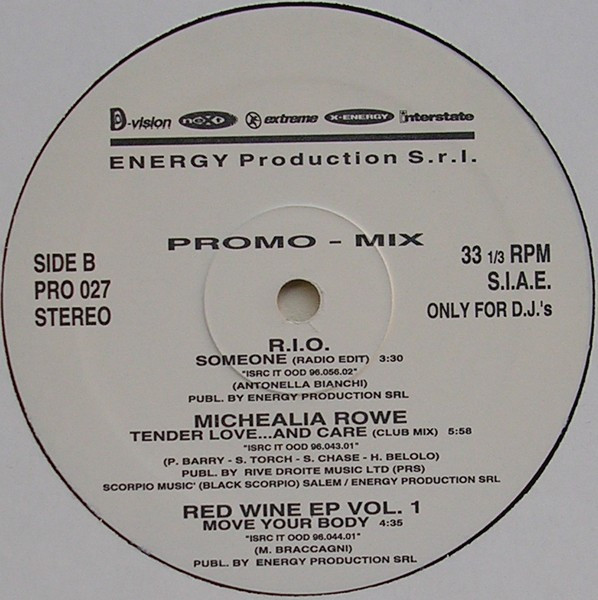 D-vision next extreme X-ENERGY interstate
ENERGY Production S.r.l.
PROMO - MIX
SIDE B
PRO 027
STEREO
33 1/3 RPM
S.I.A.E.
ONLY FOR D.J.'s
R.I.O.
SOMEONE (RADIO EDIT) 3:30
"ISRC IT OOD 96.056.02"
(ANTONELLA BIANCHI)
PUBL. BY ENERGY PRODUCTION SRL
MICHEALIA ROWE
TENDER LOVE...AND CARE (CLUB MIX) 5:58
"ISRC IT OOD 96.043.01"
(P. BARRY - S. TORCH - S. CHASE - H. BELOLO)
PUBL. BY RIVE DROITE MUSIC LTD (PRS)
SCORPIO MUSIC' (BLACK SCORPIO) SALEM / ENERGY PRODUCTION SRL
RED WINE EP VOL. 1
MOVE YOUR BODY 4:35
"ISRC IT OOD 96.044.01"
(M. BRACCAGNI)
PUBL. BY ENERGY PRODUCTION SRL